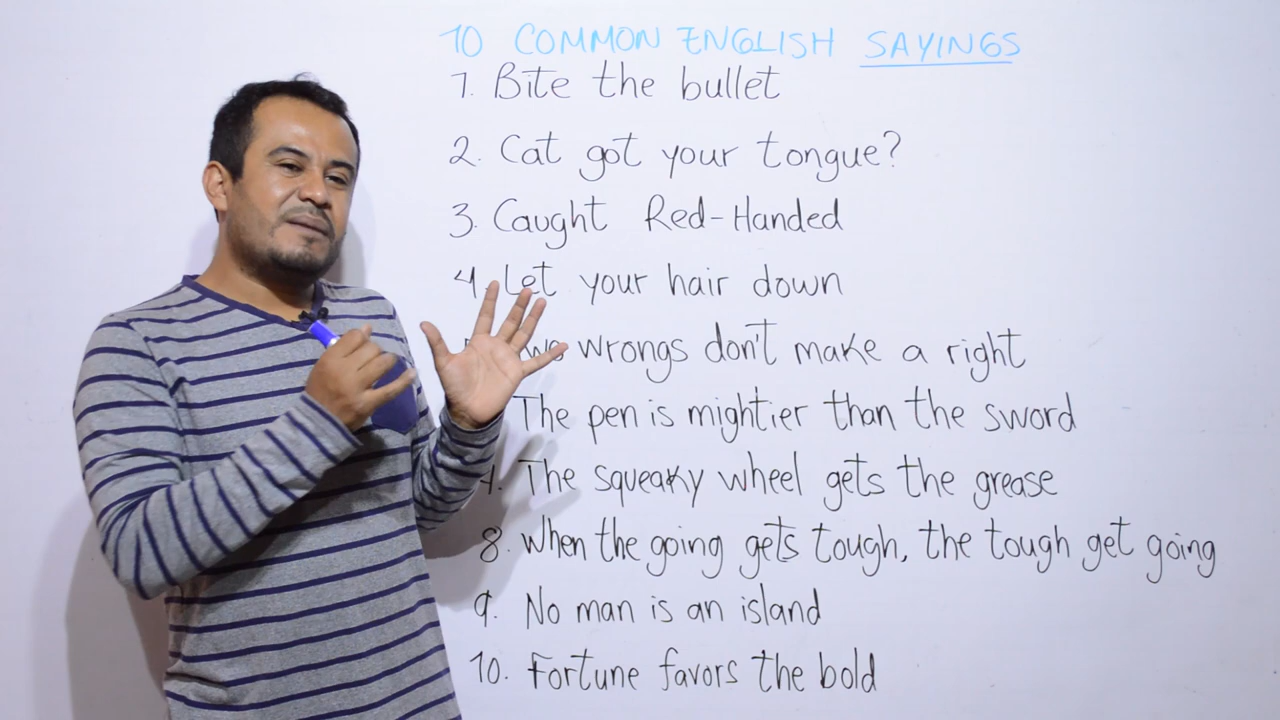 10 COMMON ENGLISH SAYINGS
1. Bite the bullet
2. Cat got your tongue?
3. Caught Red-Handed
4. Let your hair down
wrongs don't make a right
The pen is mightier than the sword
The squeaky wheel gets the grease
8. When the going gets tough, the tough get going
9. No man is an island
10. Fortune favors the bold